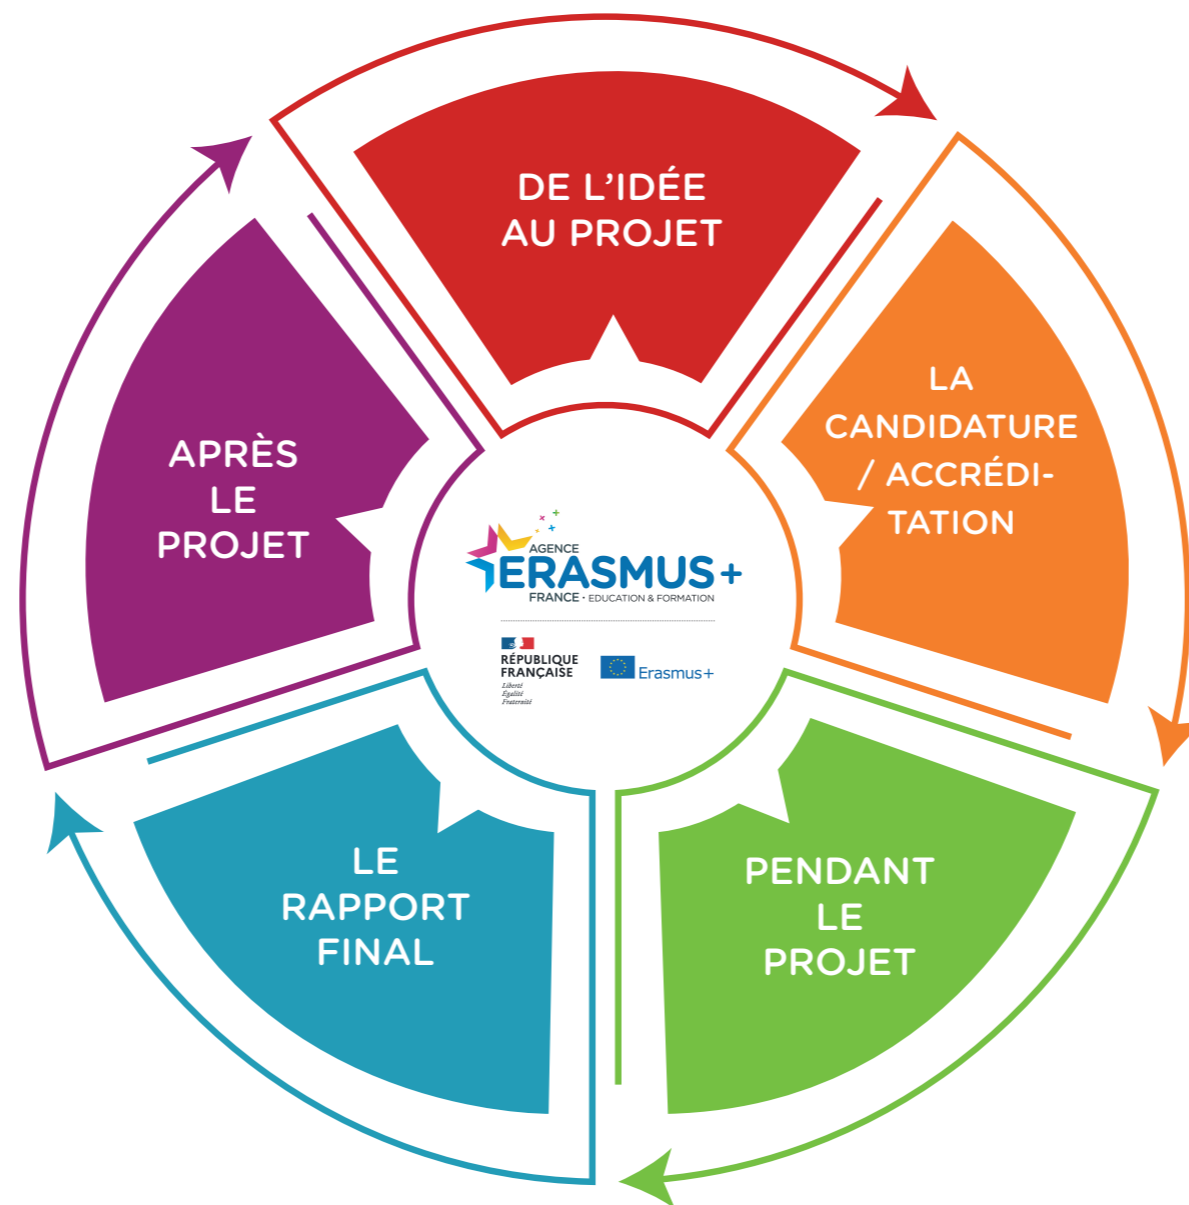 DE L'IDÉE
AU PROJET
LA
CANDIDATURE
/ ACCRÉDI-
TATION
PENDANT
LE
PROJET
LE
RAPPORT
FINAL
APRÈS
LE
PROJET
AGENCE
ERASMUS+
FRANCE • EDUCATION & FORMATION
RÉPUBLIQUE
FRANÇAISE
Liberté
Égalité
Fraternité
Erasmus+